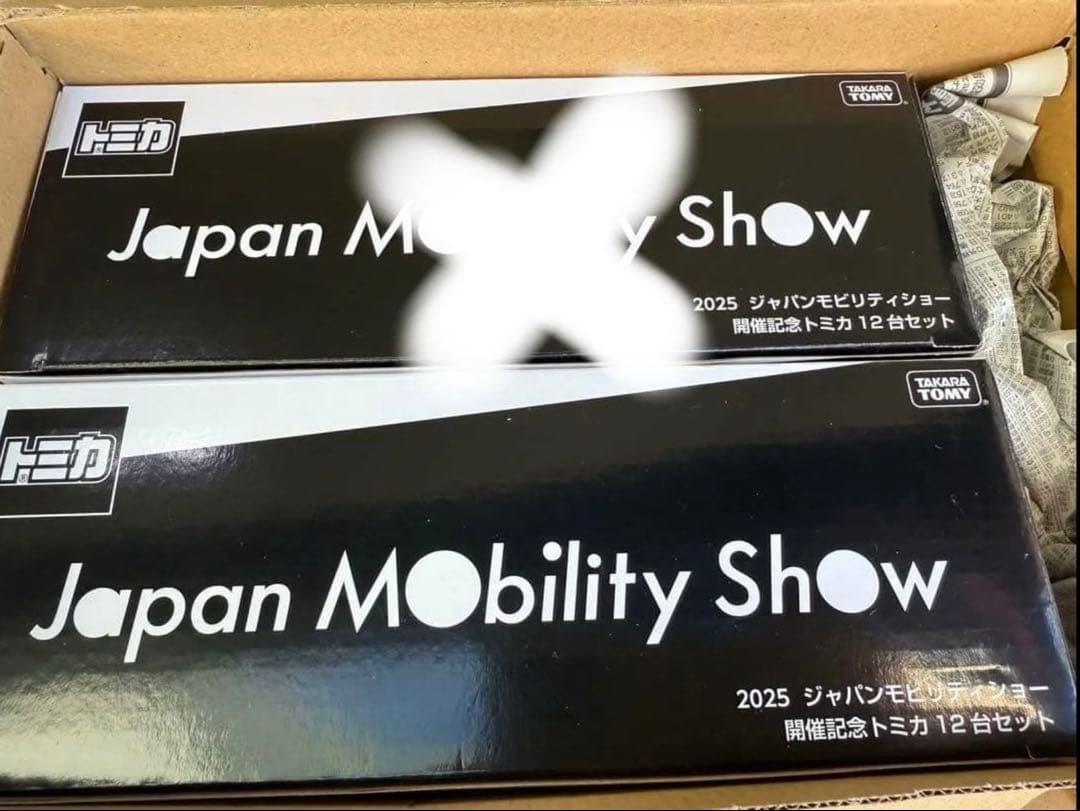 トミカ
TAKARA
TOMY
Japan M y Show
2025 ジャパンモビリティショー
開催記念トミカ12台セット
トミカ
TAKARA
TOMY
Japan Mobility Show
2025 ジャパンモビリティショー
開催記念トミカ12台セット